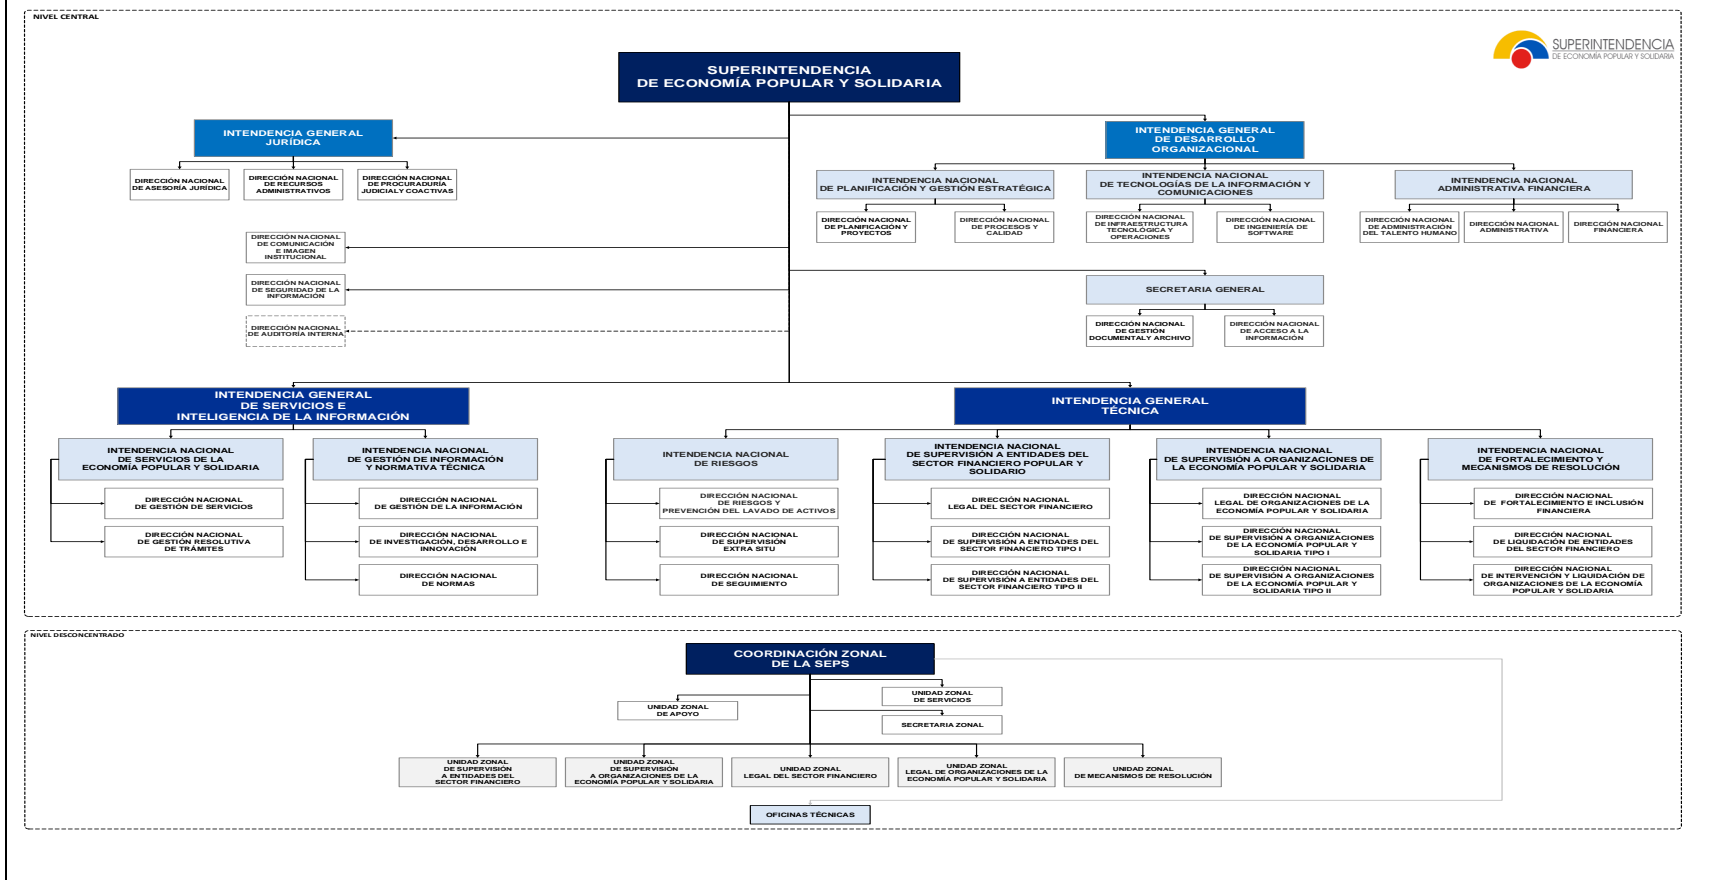 NIVEL CENTRAL
SUPERINTENDENCIA
DE ECONOMÍA POPULAR Y SOLIDARIA
SUPERINTENDENCIA
DE ECONOMÍA POPULAR Y SOLIDARIA
INTENDENCIA GENERAL
JURÍDICA
INTENDENCIA GENERAL
DE DESARROLLO
ORGANIZACIONAL
DIRECCIÓN NACIONAL
DE ASESORÍA JURÍDICA
DIRECCIÓN NACIONAL
DE RECURSOS
ADMINISTRATIVOS
DIRECCIÓN NACIONAL
DE PROCURADURÍA
JUDICIAL Y COACTIVAS
INTENDENCIA NACIONAL
DE PLANIFICACIÓN Y GESTIÓN ESTRATÉGICA
INTENDENCIA NACIONAL
DE TECNOLOGÍAS DE LA INFORMACIÓN Y
COMUNICACIONES
INTENDENCIA NACIONAL
ADMINISTRATIVA FINANCIERA
DIRECCIÓN NACIONAL
DE PLANIFICACIÓN Y
PROYECTOS
DIRECCIÓN NACIONAL
DE PROCESOS Y
CALIDAD
DIRECCIÓN NACIONAL
DE INFRAESTRUCTURA
TECNOLÓGICA Y
OPERACIONES
DIRECCIÓN NACIONAL
DE INGENIERÍA DE
SOFTWARE
DIRECCIÓN NACIONAL
DE ADMINISTRACIÓN
DEL TALENTO HUMANO
DIRECCIÓN NACIONAL
ADMINISTRATIVA
DIRECCIÓN NACIONAL
FINANCIERA
DIRECCIÓN NACIONAL
DE COMUNICACIÓN
E IMAGEN
INSTITUCIONAL
DIRECCIÓN NACIONAL
DE SEGURIDAD DE LA
INFORMACIÓN
DIRECCIÓN NACIONAL
DE AUDITORÍA INTERNA
SECRETARIA GENERAL
DIRECCIÓN NACIONAL
DE GESTIÓN
DOCUMENTAL Y ARCHIVO
DIRECCIÓN NACIONAL
DE ACCESO A LA
INFORMACIÓN
INTENDENCIA GENERAL
DE SERVICIOS E
INTELIGENCIA DE LA INFORMACIÓN
INTENDENCIA GENERAL
TÉCNICA
INTENDENCIA NACIONAL
DE SERVICIOS DE LA
ECONOMÍA POPULAR Y SOLIDARIA
INTENDENCIA NACIONAL
DE GESTIÓN DE INFORMACIÓN
Y NORMATIVA TÉCNICA
INTENDENCIA NACIONAL
DE RIESGOS
INTENDENCIA NACIONAL
DE SUPERVISIÓN A ENTIDADES DEL
SECTOR FINANCIERO POPULAR Y
SOLIDARIO
INTENDENCIA NACIONAL
DE SUPERVISIÓN A ORGANIZACIONES DE
LA ECONOMÍA POPULAR Y SOLIDARIA
INTENDENCIA NACIONAL
DE FORTALECIMIENTO Y
MECANISMOS DE RESOLUCIÓN
DIRECCIÓN NACIONAL
DE GESTIÓN DE SERVICIOS
DIRECCIÓN NACIONAL
DE GESTIÓN RESOLUTIVA
DE TRÁMITES
DIRECCIÓN NACIONAL
DE GESTIÓN DE LA INFORMACIÓN
DIRECCIÓN NACIONAL
DE INVESTIGACIÓN, DESARROLLO E
INNOVACIÓN
DIRECCIÓN NACIONAL
DE NORMAS
DIRECCIÓN NACIONAL
DE RIESGOS Y
PREVENCIÓN DEL LAVADO DE ACTIVOS
DIRECCIÓN NACIONAL
DE SUPERVISIÓN
EXTRA SITU
DIRECCIÓN NACIONAL
DE SEGUIMIENTO
DIRECCIÓN NACIONAL
LEGAL DEL SECTOR FINANCIERO
DIRECCIÓN NACIONAL
DE SUPERVISIÓN A ENTIDADES DEL
SECTOR FINANCIERO TIPO I
DIRECCIÓN NACIONAL
DE SUPERVISIÓN A ENTIDADES DEL
SECTOR FINANCIERO TIPO II
DIRECCIÓN NACIONAL
LEGAL DE ORGANIZACIONES DE LA
ECONOMÍA POPULAR Y SOLIDARIA
DIRECCIÓN NACIONAL
DE SUPERVISIÓN A ORGANIZACIONES
DE LA ECONOMÍA POPULAR Y
SOLIDARIA TIPO I
DIRECCIÓN NACIONAL
DE SUPERVISIÓN A ORGANIZACIONES
DE LA ECONOMÍA POPULAR Y
SOLIDARIA TIPO II
DIRECCIÓN NACIONAL
DE FORTALECIMIENTO E INCLUSIÓN
FINANCIERA
DIRECCIÓN NACIONAL
DE LIQUIDACIÓN DE ENTIDADES
DEL SECTOR FINANCIERO
DIRECCIÓN NACIONAL
DE INTERVENCIÓN Y LIQUIDACIÓN DE
ORGANIZACIONES DE LA ECONOMÍA
POPULAR Y SOLIDARIA
NIVEL DESCONCENTRADO
COORDINACIÓN ZONAL
DE LA SEPS
UNIDAD ZONAL
DE SERVICIOS
UNIDAD ZONAL
DE APOYO
SECRETARIA ZONAL
UNIDAD ZONAL
DE SUPERVISIÓN
A ENTIDADES DEL
SECTOR FINANCIERO
UNIDAD ZONAL
DE SUPERVISIÓN
A ORGANIZACIONES DE LA
ECONOMÍA POPULAR Y SOLIDARIA
UNIDAD ZONAL
LEGAL DEL SECTOR FINANCIERO
UNIDAD ZONAL
LEGAL DE ORGANIZACIONES DE LA
ECONOMÍA POPULAR Y SOLIDARIA
UNIDAD ZONAL
DE MECANISMOS DE RESOLUCIÓN
OFICINAS TÉCNICAS